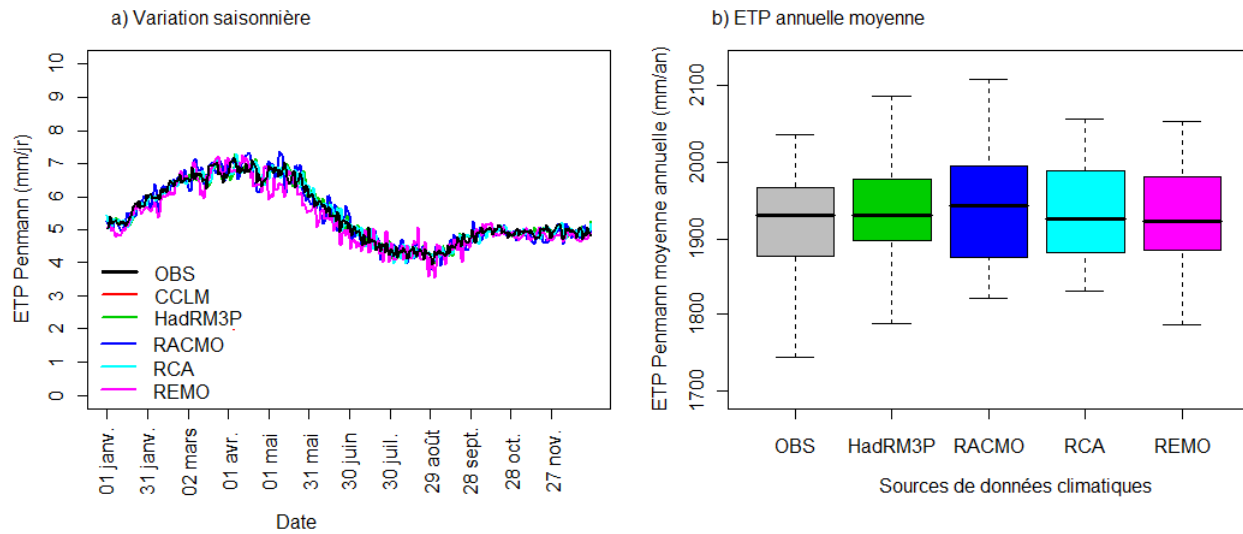 a) Variation saisonnière
ETP Penmann (mm/jr)
10
9
8
7
6
5
4
3
2
1
0
OBS
CCLM
HadRM3P
RACMO
RCA
REMO
01 janv.
31 janv.
02 mars
01 avr.
01 mai
31 mai
30 juin
30 juil.
29 août
28 sept.
28 oct.
27 nov.
Date
b) ETP annuelle moyenne
ETP Penmann moyenne annuelle (mm/an)
2100
2000
1900
1800
1700
OBS
HadRM3P
RACMO
RCA
REMO
Sources de données climatiques